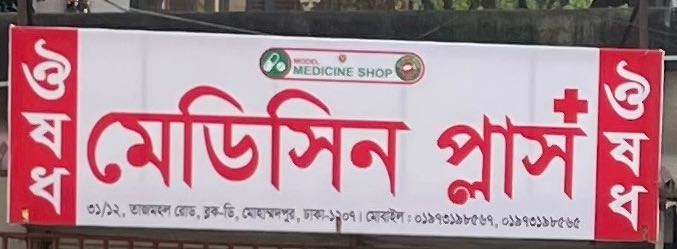 ঔষধ
MODEL
MEDICINE SHOP
মেডিসিন প্লাস
৩১/১২, তাজমহল রোড, ব্লক-ডি, মোহাম্মদপুর, ঢাকা-১২০৭। মোবাইল : ০১৯৭৩১৯৮৫৬৭, ০১৯৭৩১৯৮৫৬৫
ঔষধ